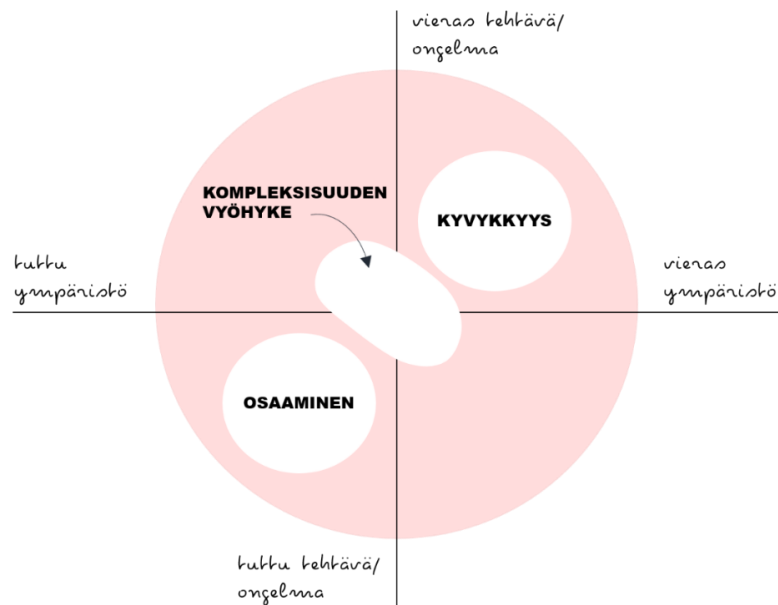 vieras tehtävä/
ongelma
KOMPLEKSISUUDEN
VYÖHYKE
KYVYKKYYS
tuttu
ympäristö
vieras
ympäristö
OSAAMINEN
tuttu tehtävä/
ongelma